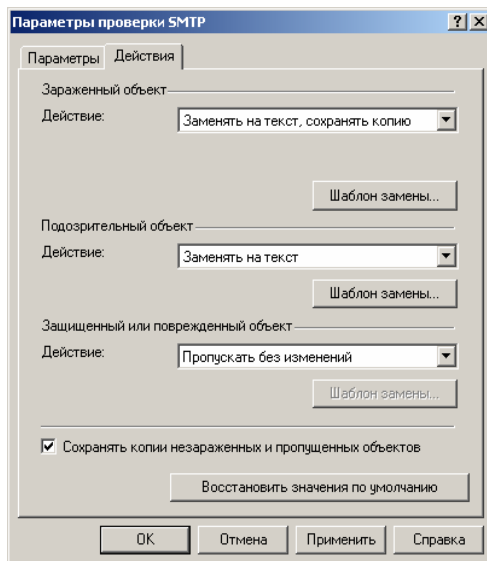 Параметры проверки SMTP
Параметры Действия
Зараженный объект
Действие: Заменять на текст, сохранять копию
Шаблон замены...
Подозрительный объект
Действие: Заменять на текст
Шаблон замены...
Защищенный или поврежденный объект
Действие: Пропускать без изменений
Шаблон замены...
Сохранять копии незараженных и пропущенных объектов
Восстановить значения по умолчанию
OK Отмена Применить Справка